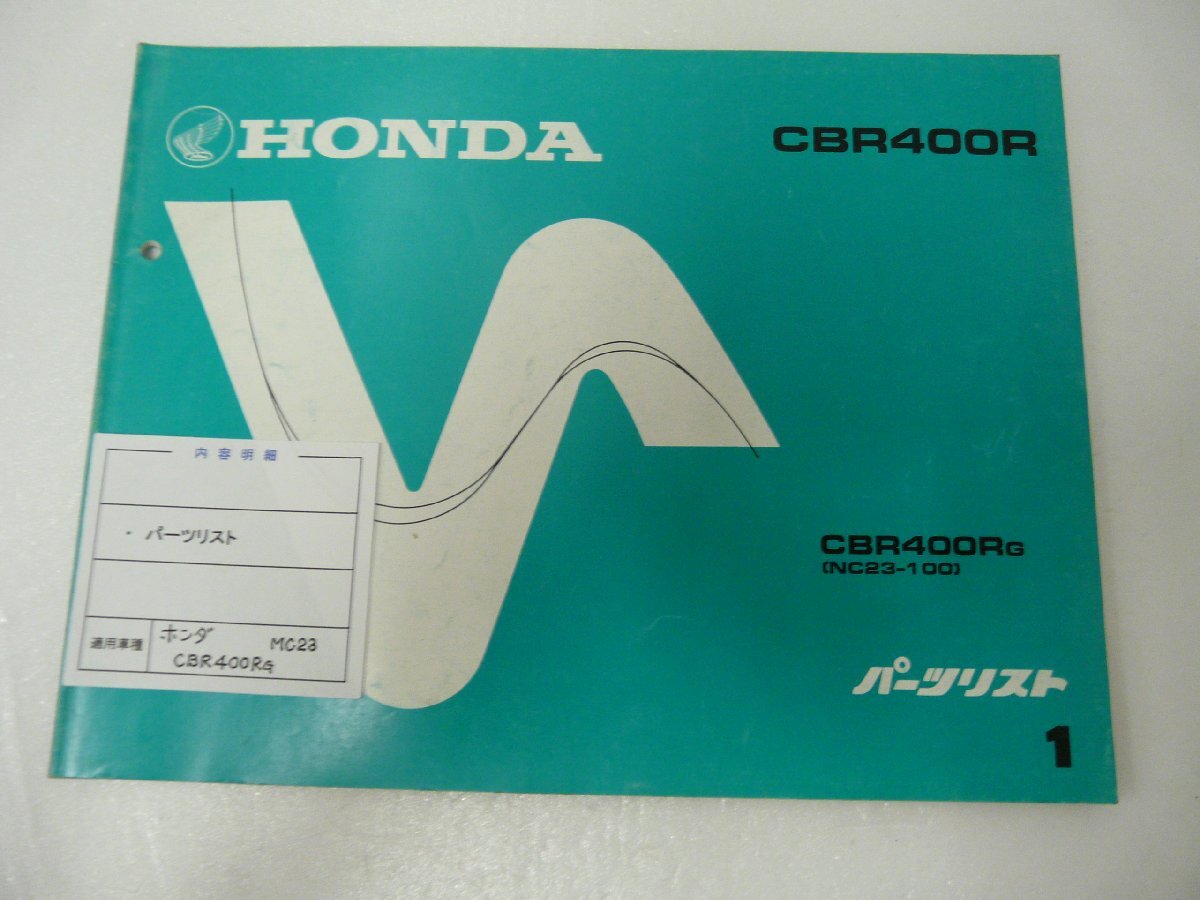 HONDA
CBR400R
CBR400RG
(NC23-100)
パーツリスト
1
内容明細
・ パーツリスト
適用車種
ホンダ MC23
CBR400RG